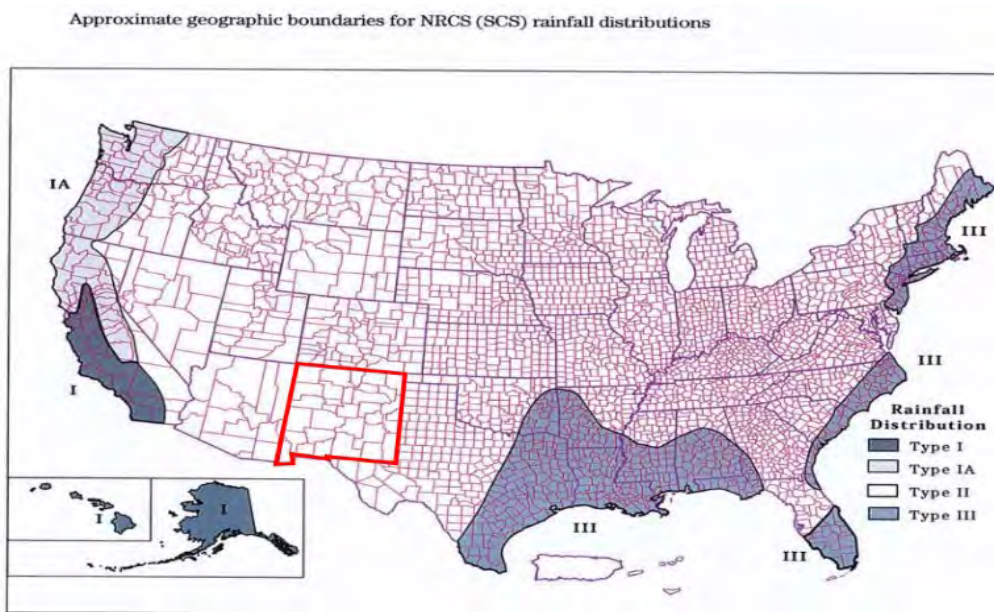 Approximate geographic boundaries for NRCS (SCS) rainfall distributions
IA
III
III
I
Rainfall
Distribution
Type I
Type IA
Type II
Type III
I
I
III
III